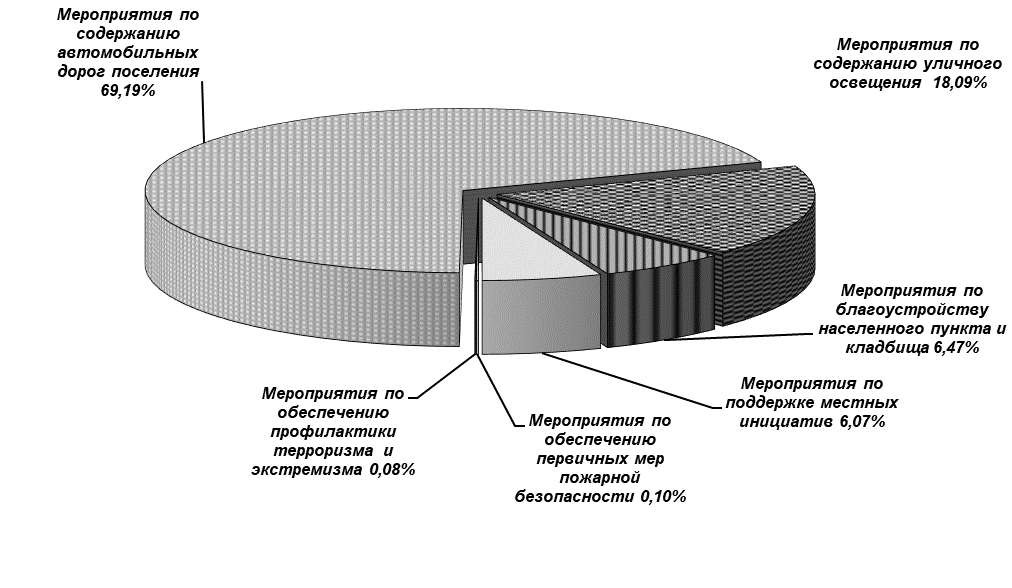 Мероприятия по
содержанию
автомобильных
дорог поселения
69,19%
Мероприятия по
содержанию уличного
освещения 18,09%
Мероприятия по
благоустройству
населенного пункта и
кладбища 6,47%
Мероприятия по
поддержке местных
инициатив 6,07%
Мероприятия по
обеспечению
первичных мер
пожарной
безопасности 0,10%
Мероприятия по
обеспечению
профилактики
терроризма и
экстремизма 0,08%